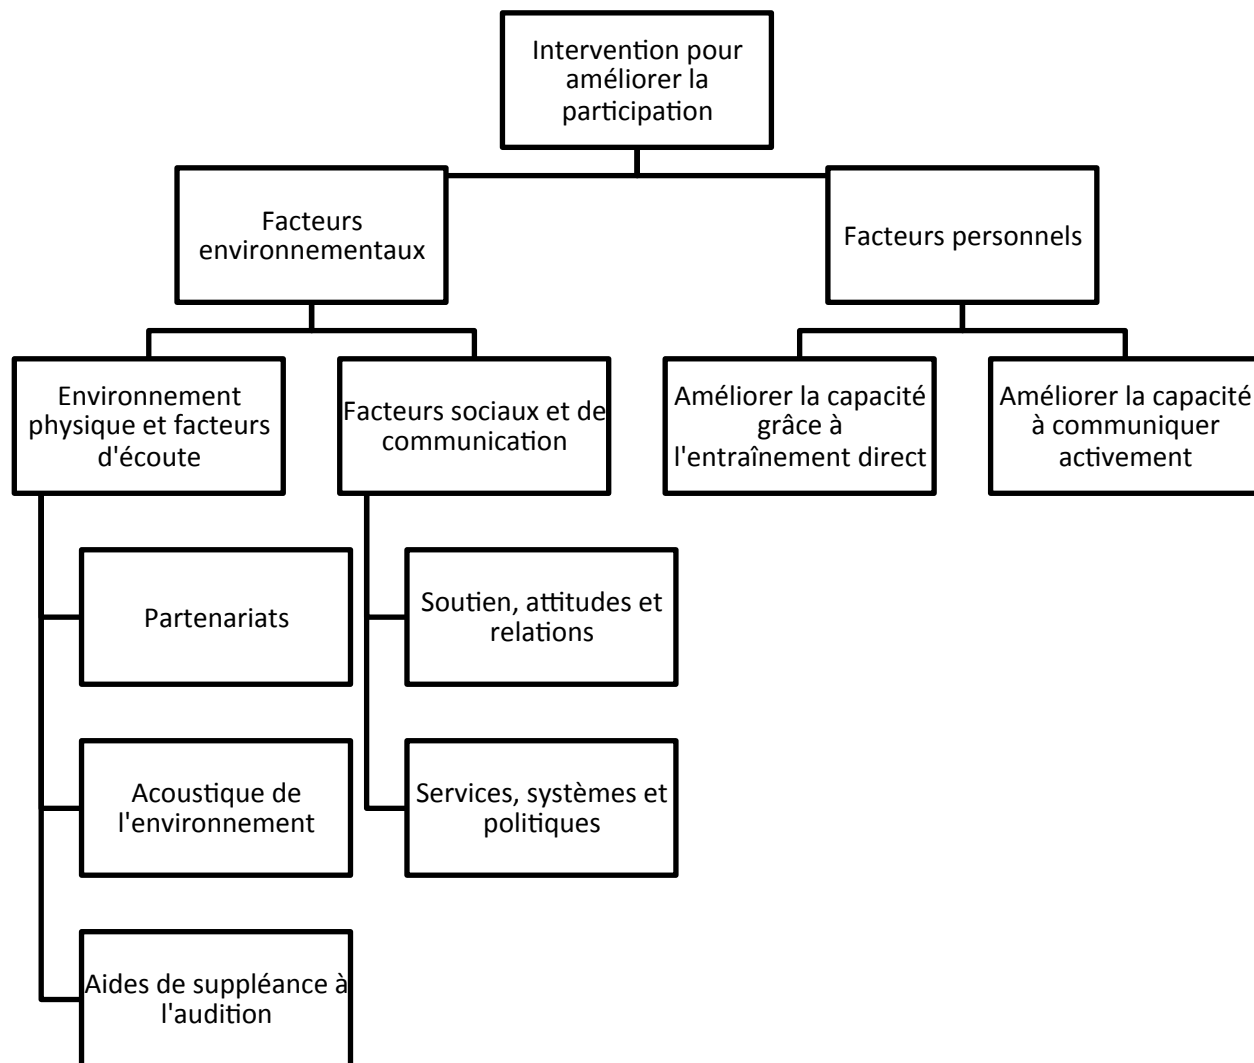 Intervention pour
améliorer la
participation
Facteurs
environnementaux
Facteurs personnels
Environnement
physique et facteurs
d'écoute
Facteurs sociaux et de
communication
Améliorer la capacité
grâce à
l'entraînement direct
Améliorer la capacité
à communiquer
activement
Partenariats
Soutien, attitudes et
relations
Acoustique de
l'environnement
Services, systèmes et
politiques
Aides de suppléance à
l'audition